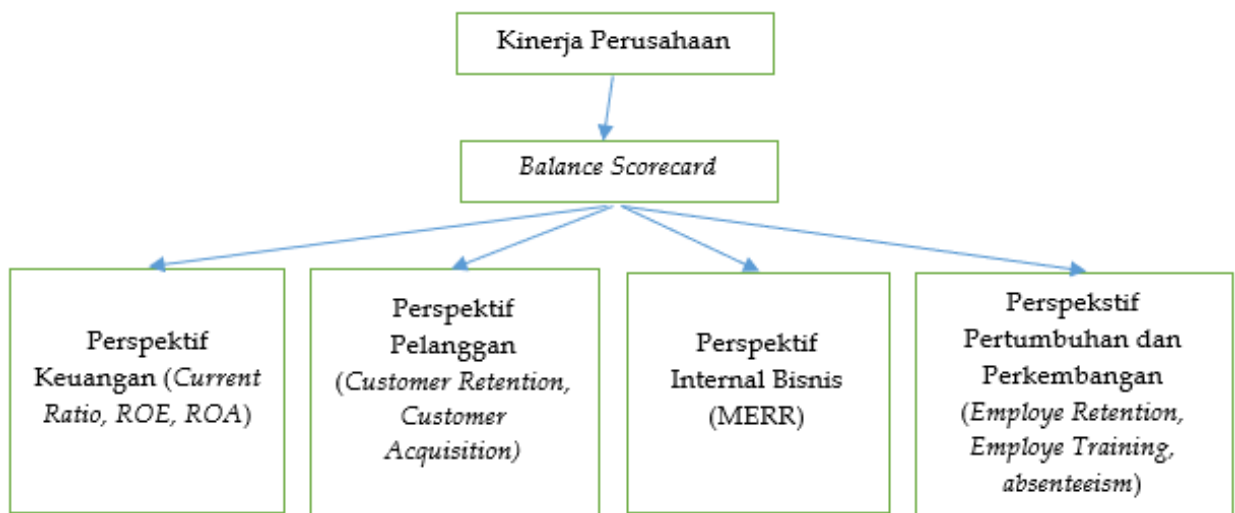 Kinerja Perusahaan
Balance Scorecard
Perspektif
Keuangan (Current
Ratio, ROE, ROA)
Perspektif
Pelanggan
(Customer Retention,
Customer
Acquisition)
Perspektif
Internal Bisnis
(MERR)
Perspekstif
Pertumbuhan dan
Perkembangan
(Employe Retention,
Employe Training,
absenteeism)